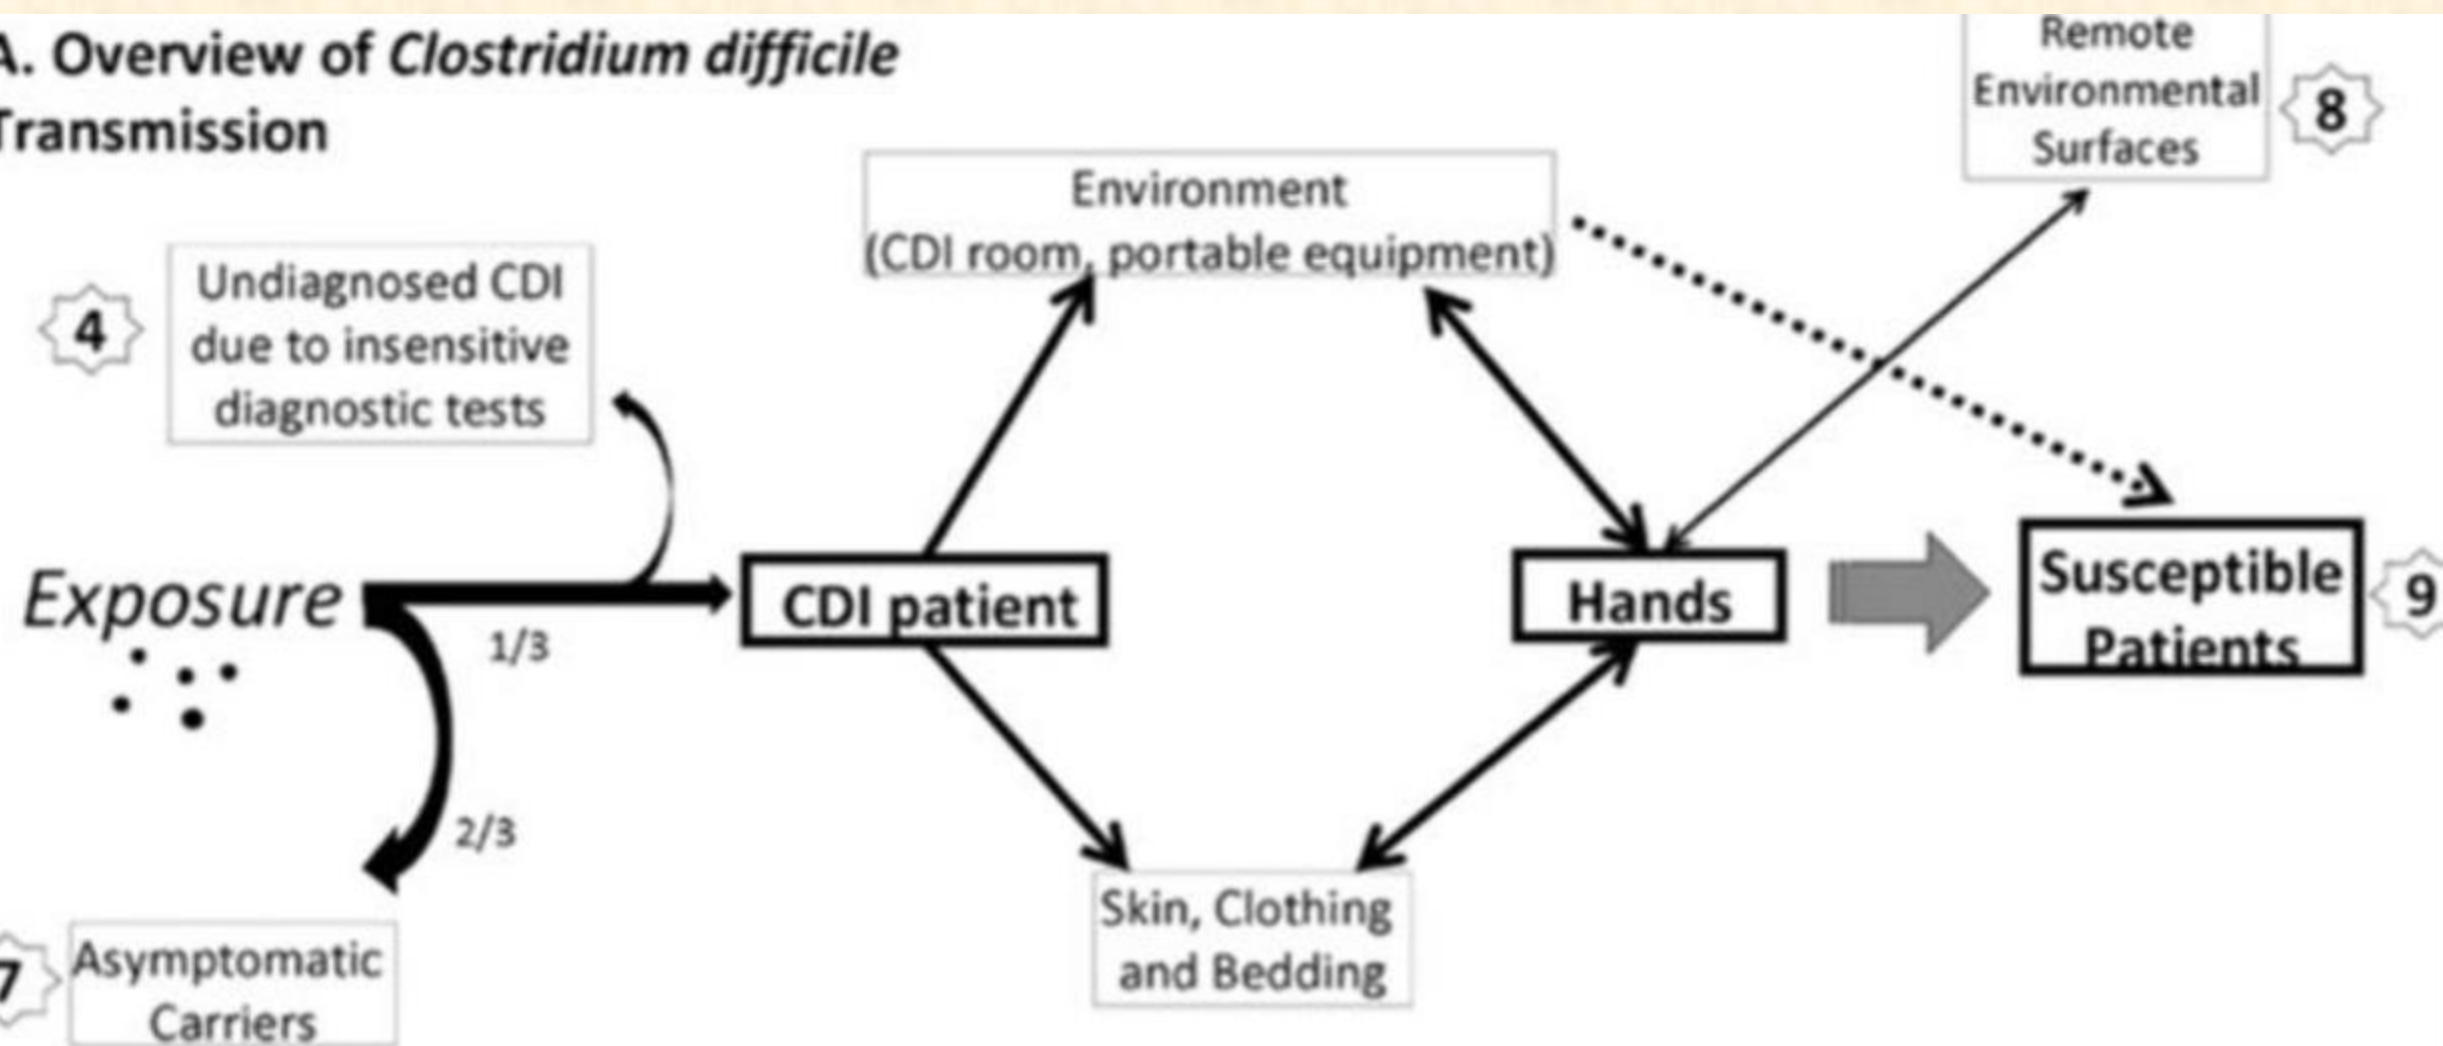 A. Overview of Clostridium difficile
Transmission
Remote
Environmental
Surfaces
8
Environment
(CDI room, portable equipment)
4
Undiagnosed CDI
due to insensitive
diagnostic tests
Exposure
1/3
CDI patient
Hands
Susceptible
Patients
9
2/3
Skin, Clothing
and Bedding
7
Asymptomatic
Carriers